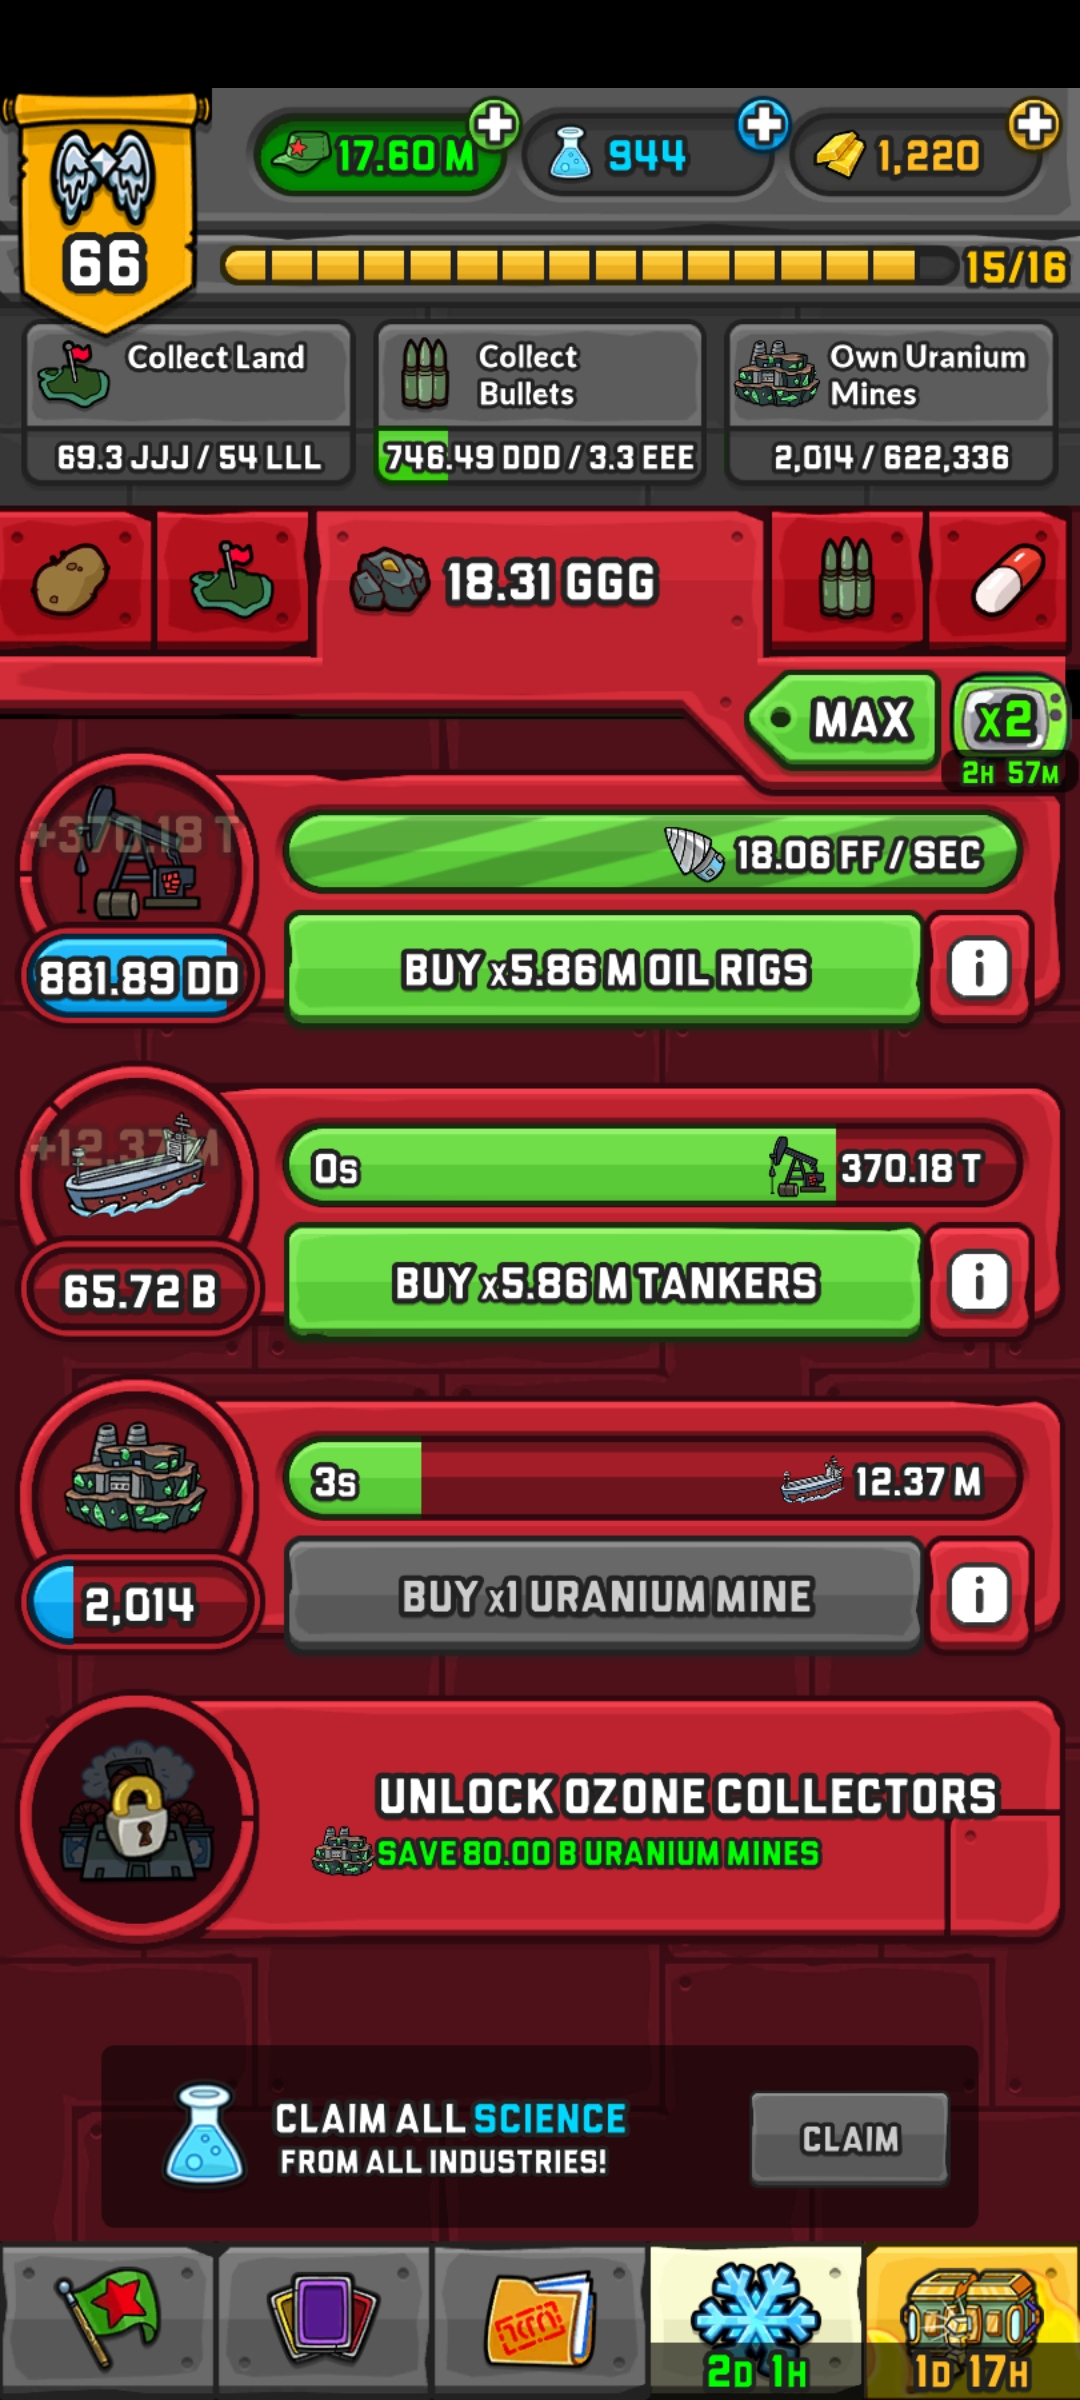 17.60 M
944
1,220
66
15/16
Collect Land
69.3 JJJ / 54 LLL
Collect
Bullets
746.49 DDD / 3.3 EEE
Own Uranium
Mines
2,014 / 622,336
18.31 GGG
MAX
x2
2H 57M
+370.18 T
18.06 FF / SEC
881.89 DD
BUY x5.86 M OIL RIGS
i
+12.37 M
0s
370.18 T
65.72 B
BUY x5.86 M TANKERS
i
3s
12.37 M
2,014
BUY x1 URANIUM MINE
i
UNLOCK OZONE COLLECTORS
SAVE 80.00 B URANIUM MINES
CLAIM ALL SCIENCE
FROM ALL INDUSTRIES!
CLAIM
2D 1H
1D 17H